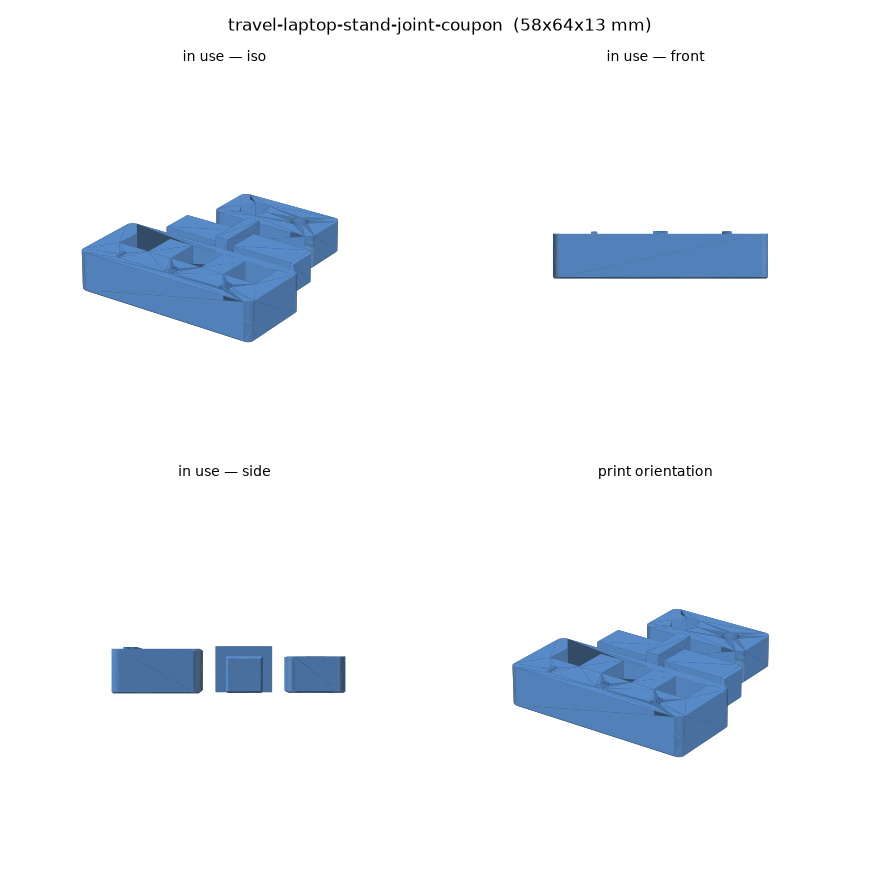 travel-laptop-stand-joint-coupon (58x64x13 mm)
in use — iso
in use — front
in use — side
print orientation